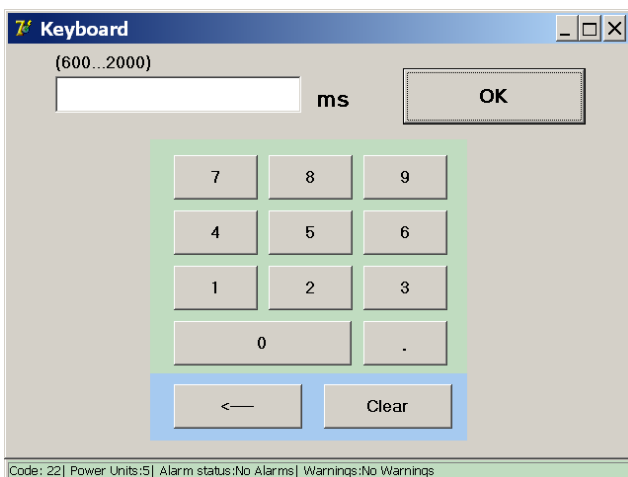 Keyboard
(600...2000)
ms OK
7 8 9
4 5 6
1 2 3
0 .
<── Clear
Code: 22| Power Units:5| Alarm status:No Alarms| Warnings:No Warnings